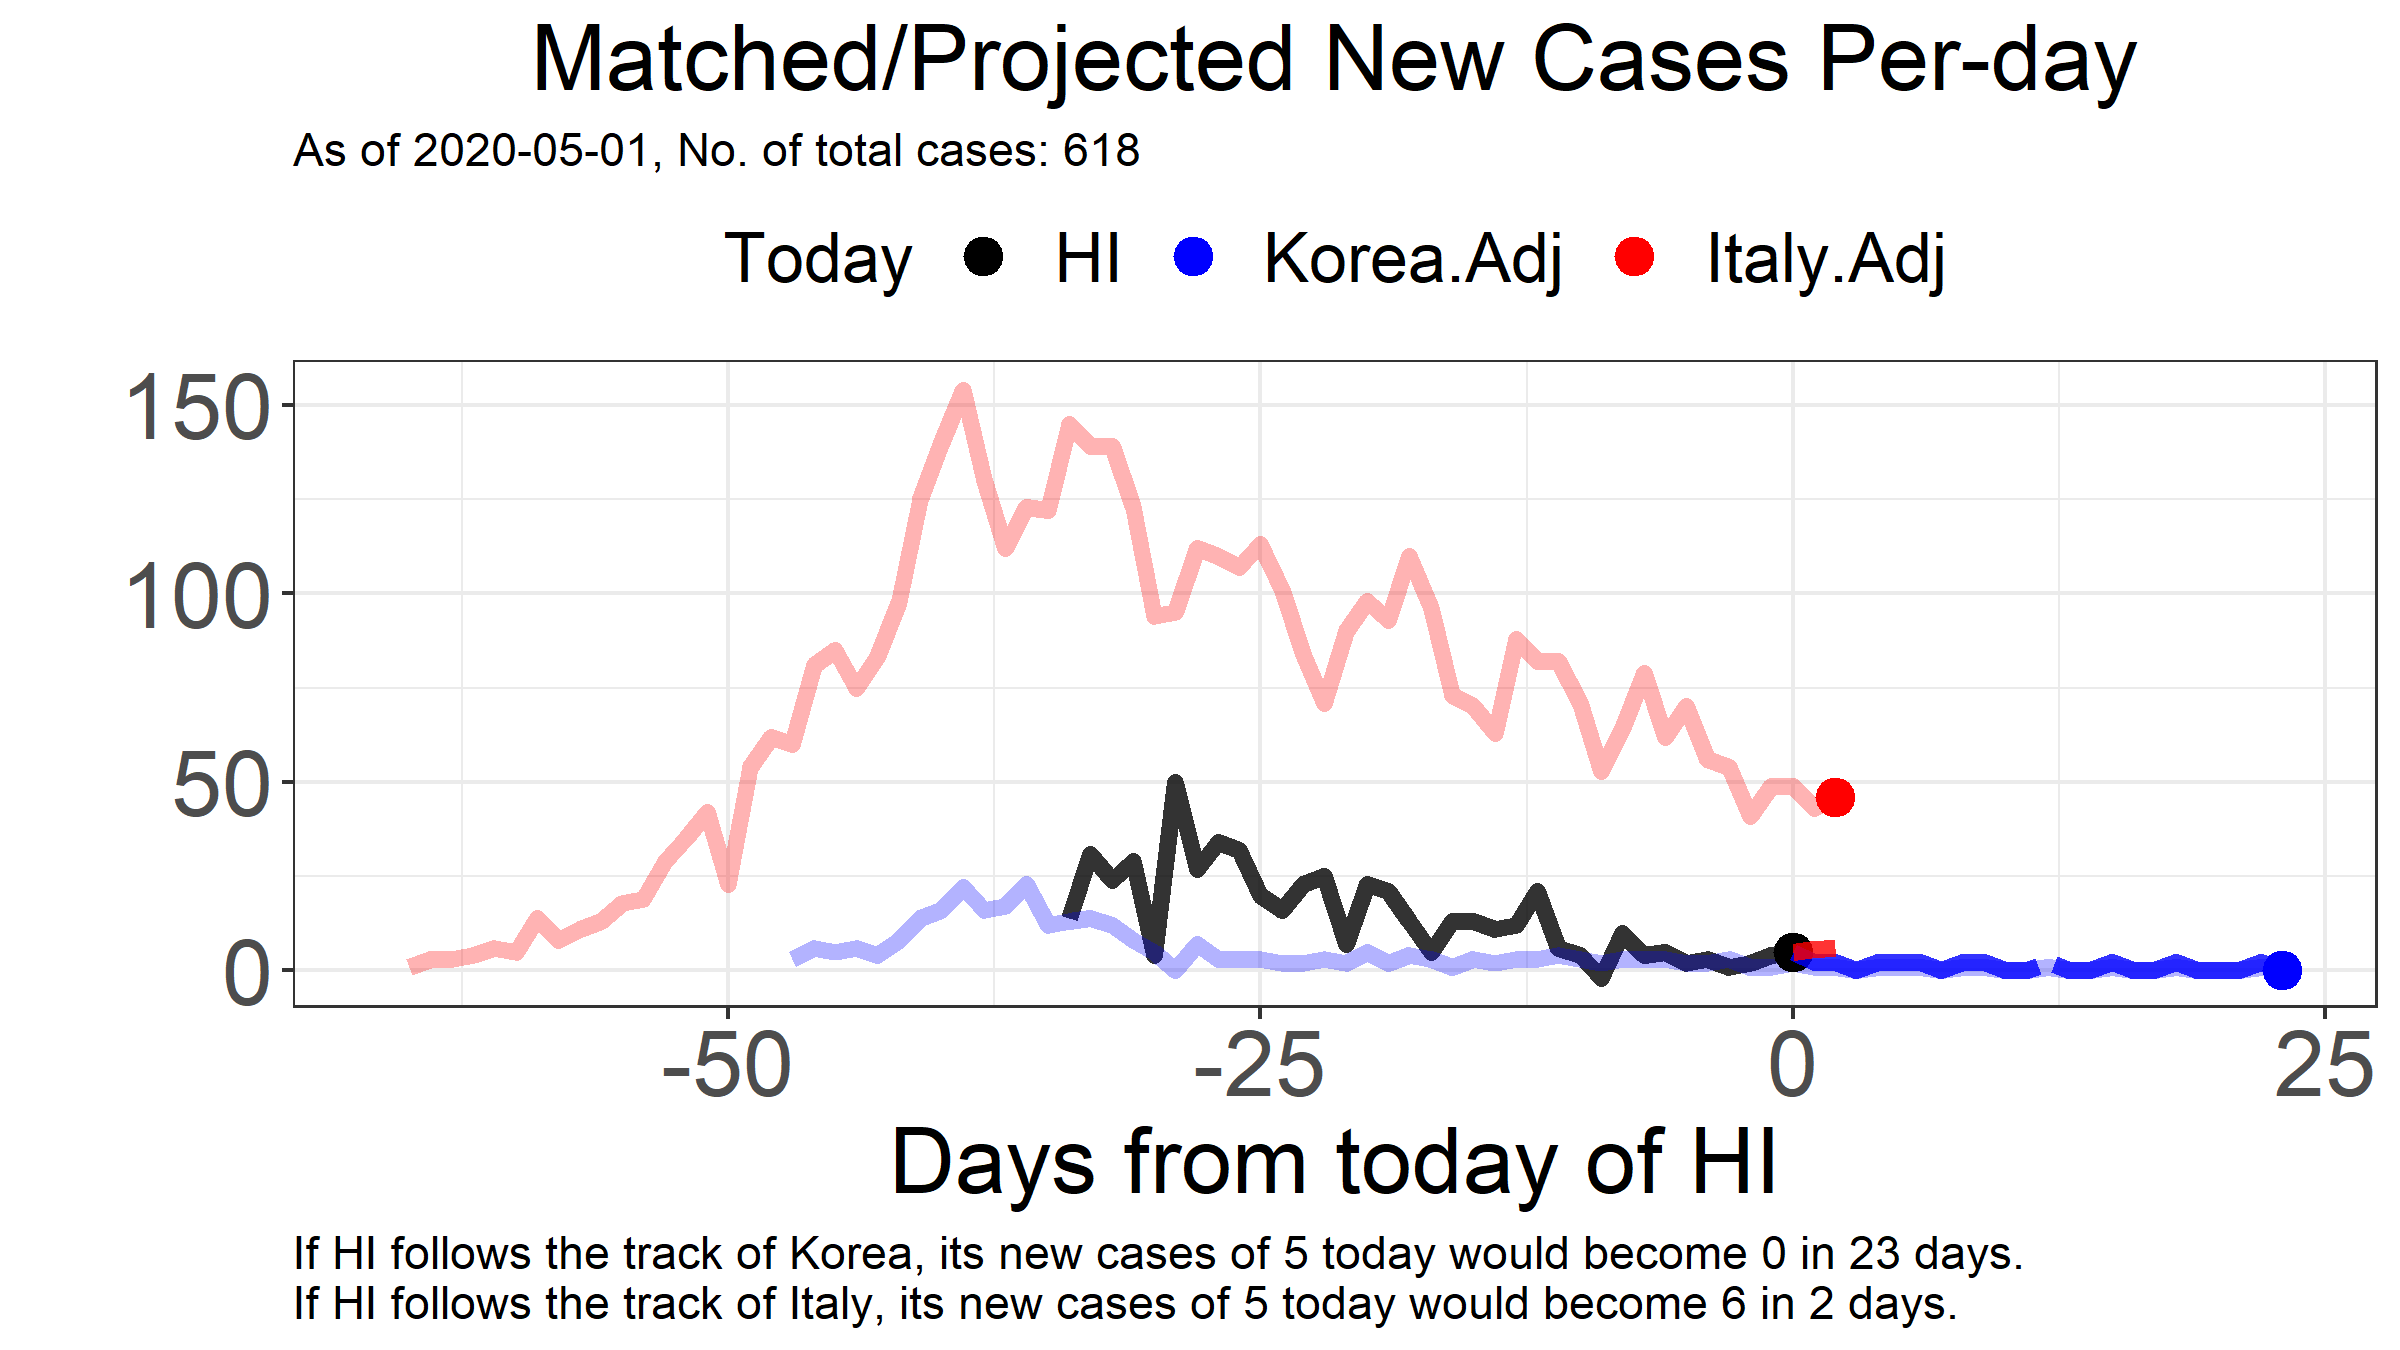 Matched/Projected New Cases Per-day
As of 2020-05-01, No. of total cases: 618
Today HI Korea.Adj Italy.Adj
150
100
50
0
-50 -25 0 25
Days from today of HI
If HI follows the track of Korea, its new cases of 5 today would become 0 in 23 days.
If HI follows the track of Italy, its new cases of 5 today would become 6 in 2 days.